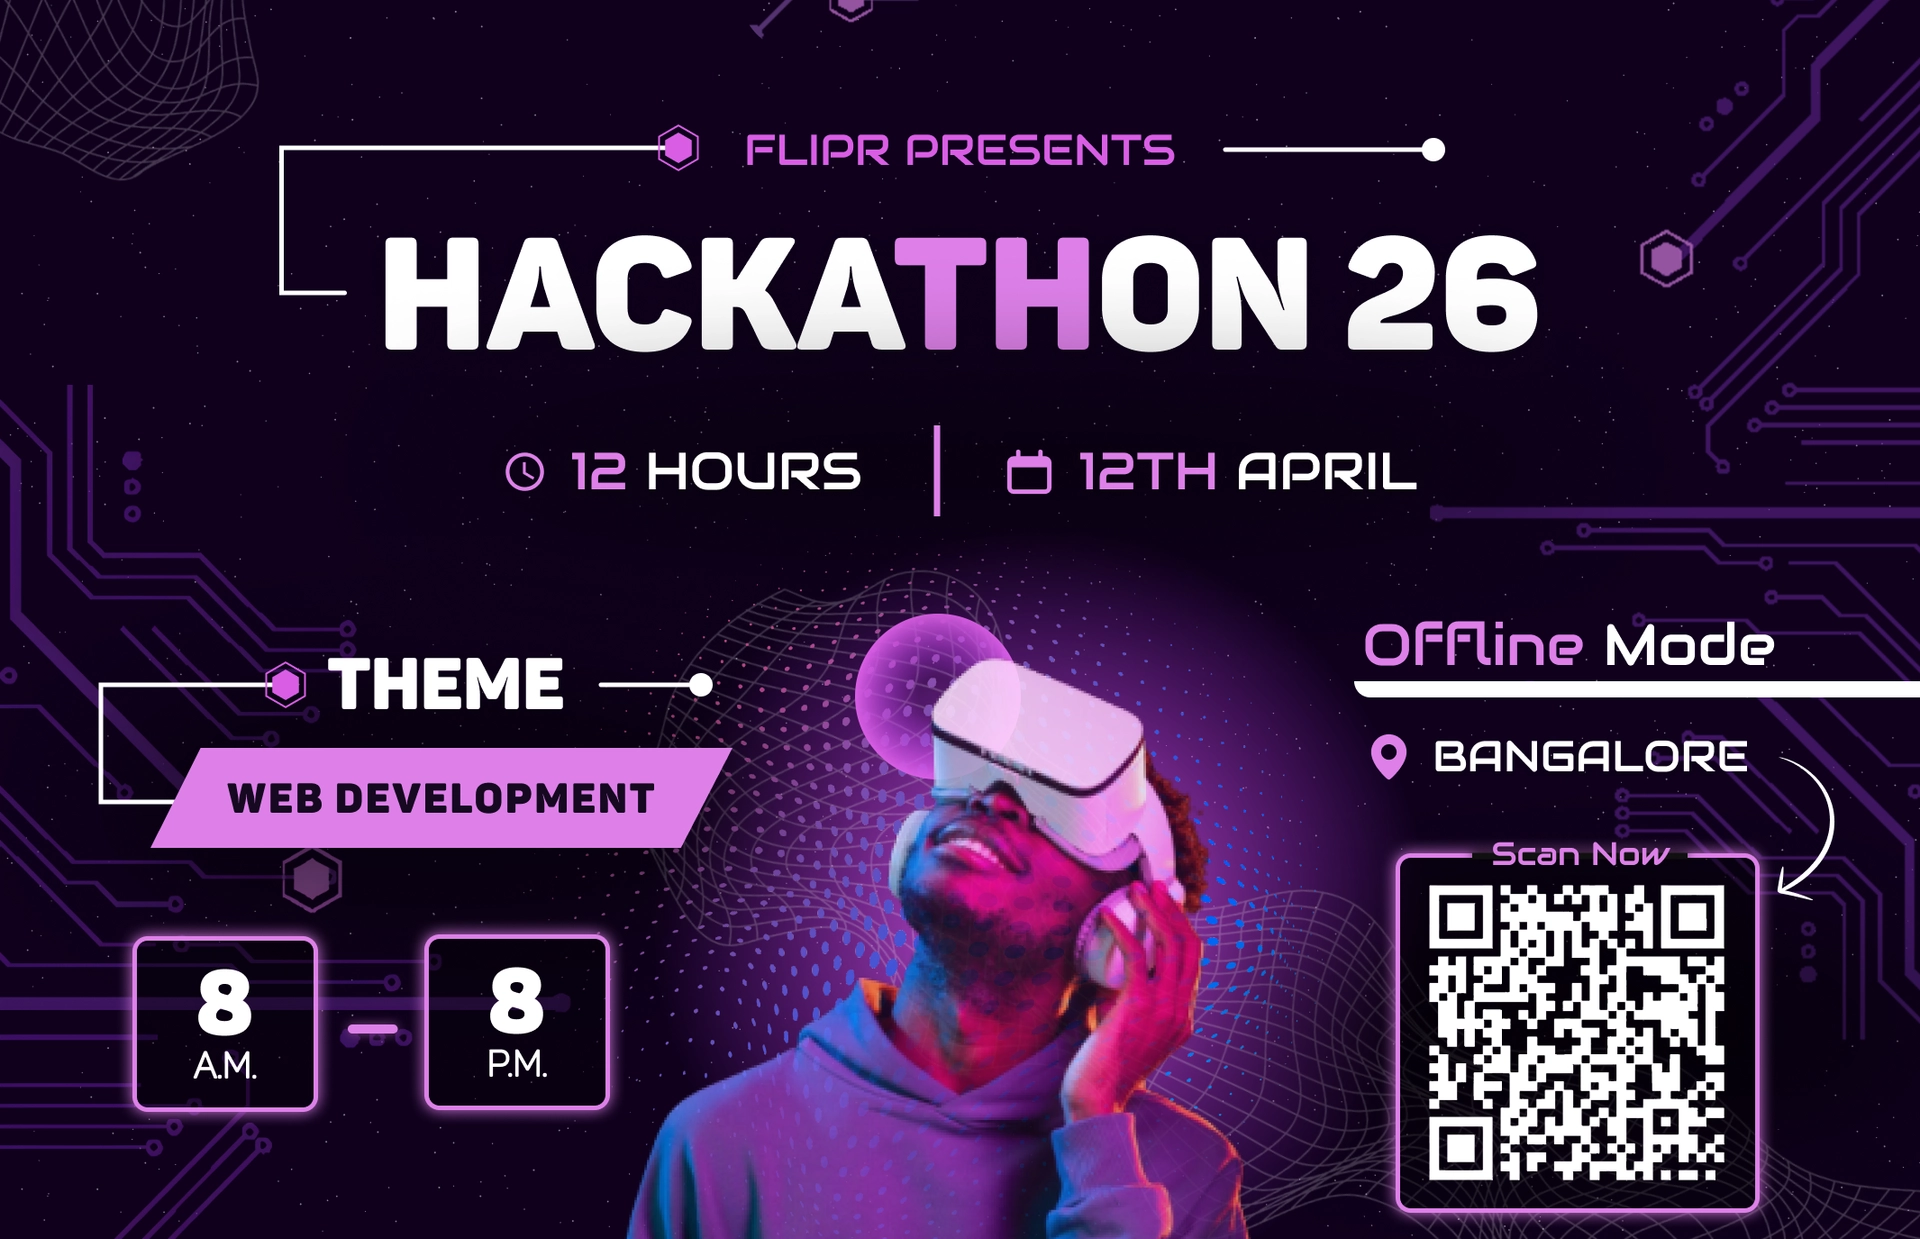 FLIPR PRESENTS
HACKATHON 26
12 HOURS
12TH APRIL
THEME
WEB DEVELOPMENT
8
A.M.
8
P.M.
Offline Mode
BANGALORE
Scan Now